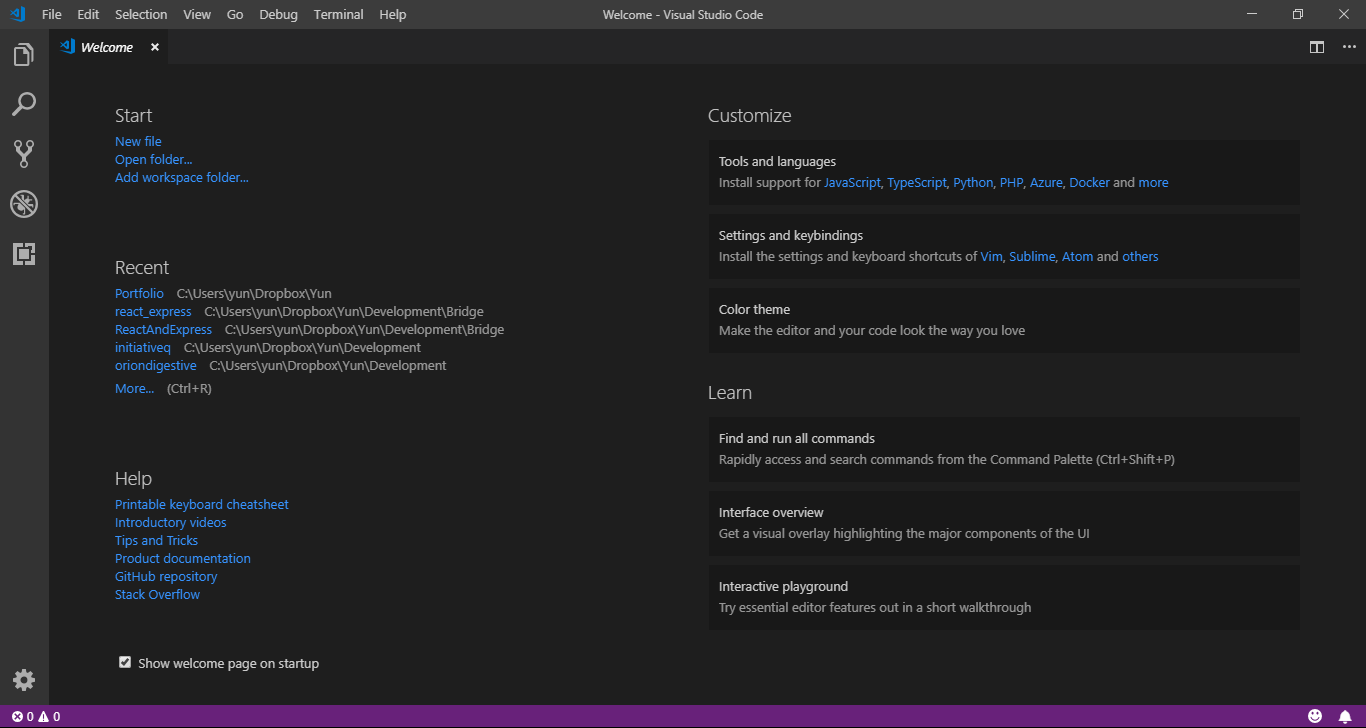 File Edit Selection View Go Debug Terminal Help
Welcome - Visual Studio Code
Welcome
Start
New file
Open folder...
Add workspace folder...
Recent
Portfolio C:\Users\yun\Dropbox\Yun
react_express C:\Users\yun\Dropbox\Yun\Development\Bridge
ReactAndExpress C:\Users\yun\Dropbox\Yun\Development\Bridge
initiativeq C:\Users\yun\Dropbox\Yun\Development
oriondigestive C:\Users\yun\Dropbox\Yun\Development
More... (Ctrl+R)
Help
Printable keyboard cheatsheet
Introductory videos
Tips and Tricks
Product documentation
GitHub repository
Stack Overflow
Show welcome page on startup
Customize
Tools and languages
Install support for JavaScript, TypeScript, Python, PHP, Azure, Docker and more
Settings and keybindings
Install the settings and keyboard shortcuts of Vim, Sublime, Atom and others
Color theme
Make the editor and your code look the way you love
Learn
Find and run all commands
Rapidly access and search commands from the Command Palette (Ctrl+Shift+P)
Interface overview
Get a visual overlay highlighting the major components of the UI
Interactive playground
Try essential editor features out in a short walkthrough
0 0